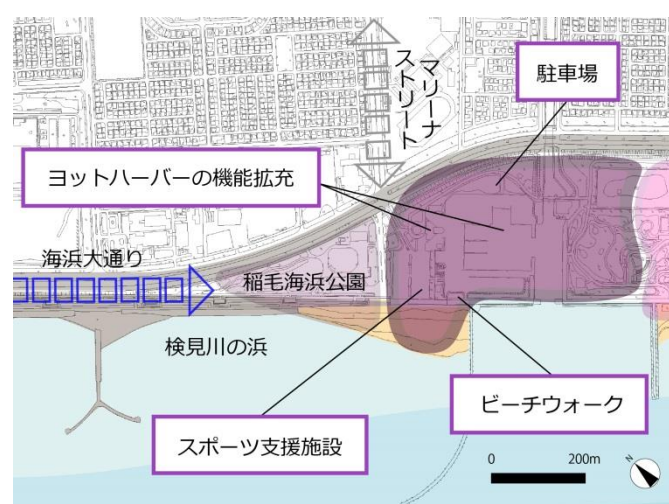 マリーナ
ストリート
駐車場
ヨットハーバーの機能拡充
海浜大通り
稲毛海浜公園
検見川の浜
ビーチウォーク
スポーツ支援施設
0 200m
N